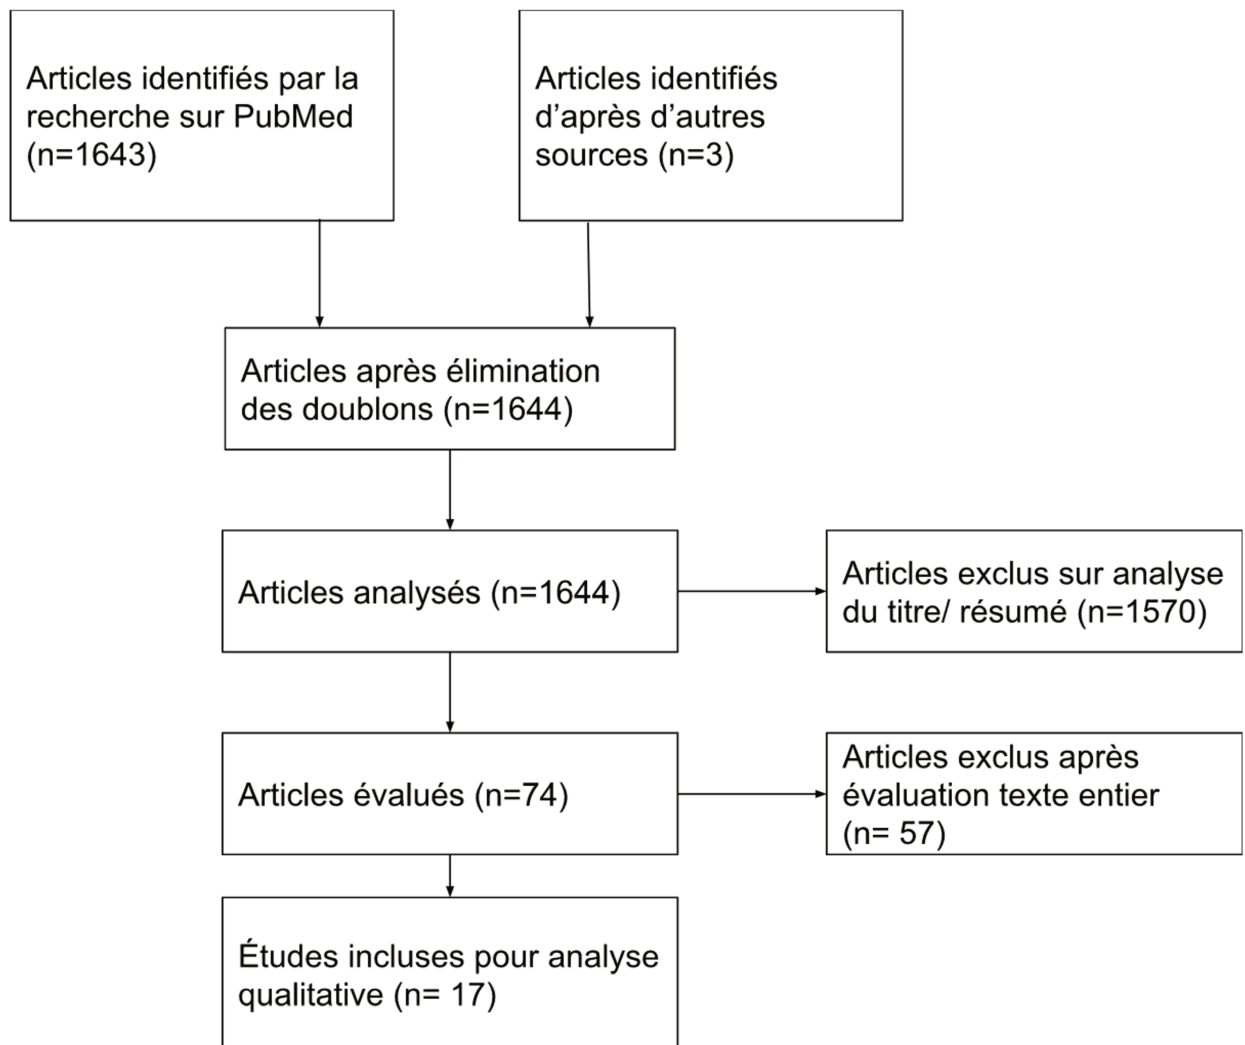 Articles identifiés par la
recherche sur PubMed
(n=1643)
Articles identifiés
d’après d’autres
sources (n=3)
Articles après élimination
des doublons (n=1644)
Articles analysés (n=1644)
Articles exclus sur analyse
du titre/ résumé (n=1570)
Articles évalués (n=74)
Articles exclus après
évaluation texte entier
(n= 57)
Études incluses pour analyse
qualitative (n= 17)